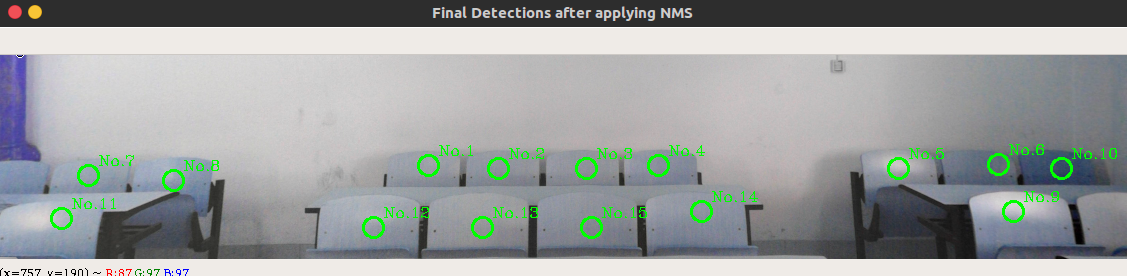 Final Detections after applying NMS
No.7
No.8
No.1
No.2
No.3
No.4
No.5
No.6
No.10
No.11
No.12
No.13
No.15
No.14
No.9
(x=757, y=190) ~ R:87 G:97 B:97